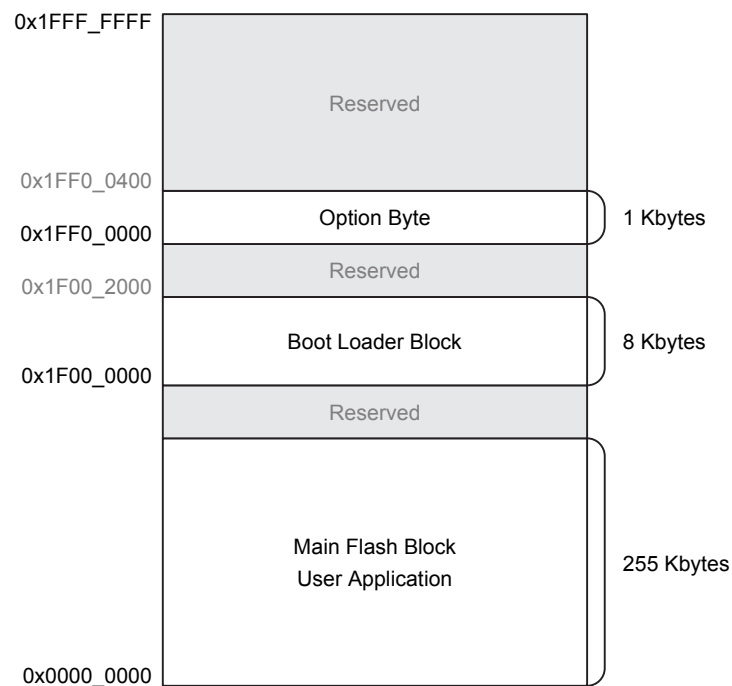 0x1FFF_FFFF
Reserved
0x1FF0_0400
Option Byte
1 Kbytes
0x1FF0_0000
Reserved
0x1F00_2000
Boot Loader Block
8 Kbytes
0x1F00_0000
Reserved
Main Flash Block
User Application
255 Kbytes
0x0000_0000